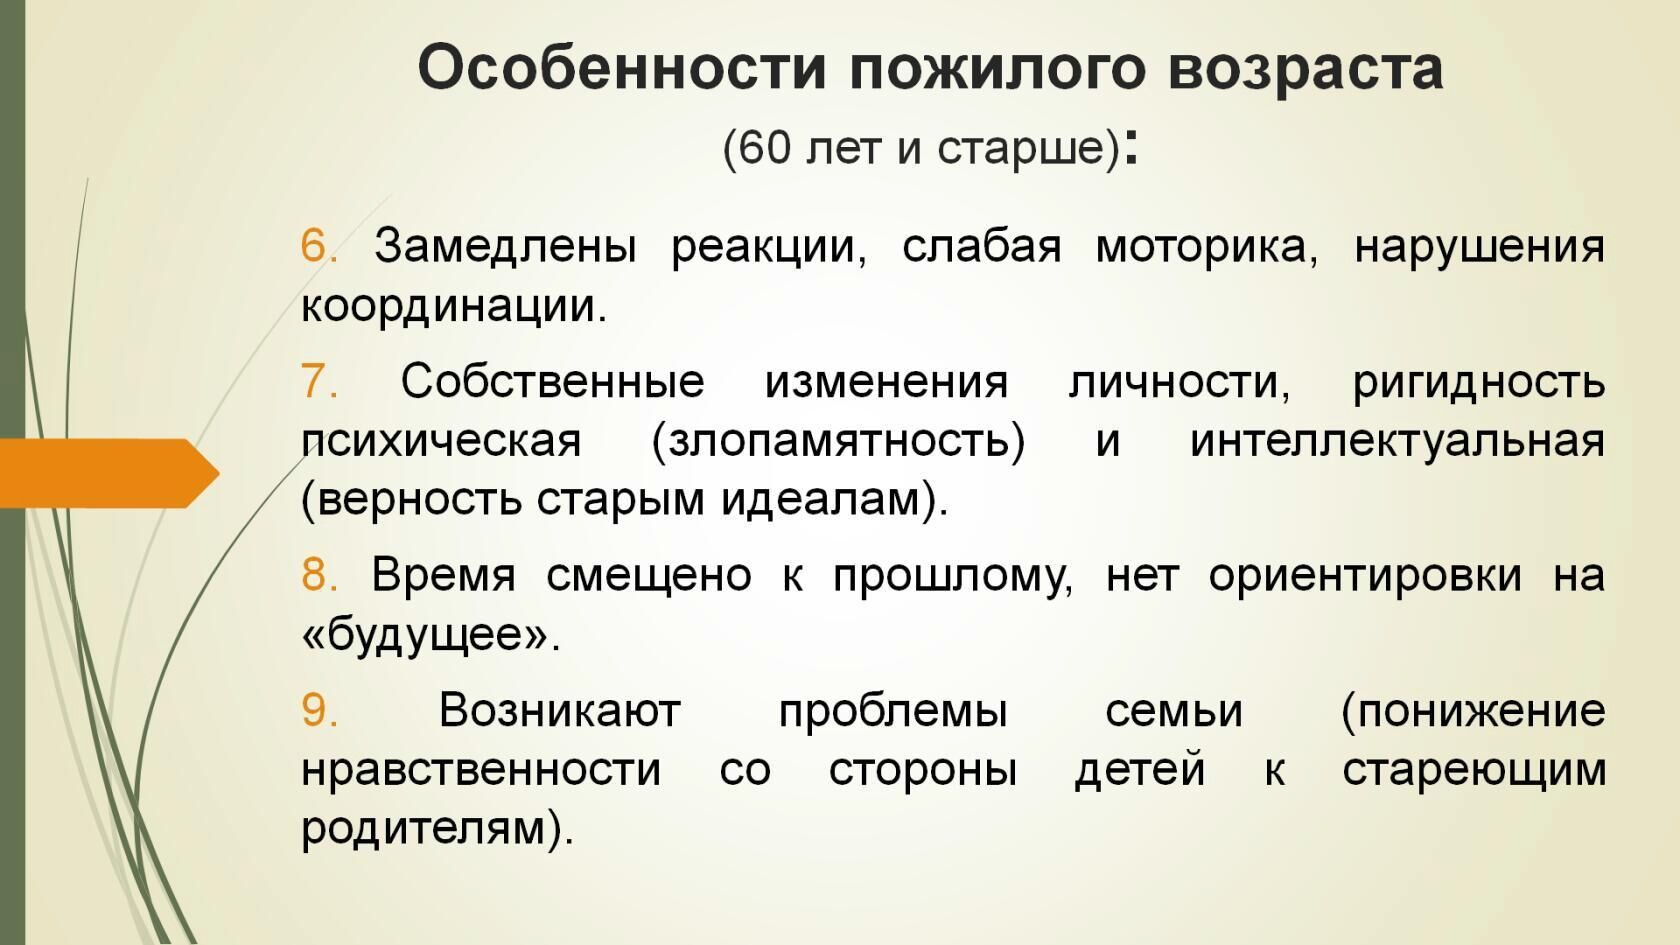 Особенности пожилого возраста
(60 лет и старше):
6. Замедлены реакции, слабая моторика, нарушения
координации.
7. Собственные изменения личности, ригидность
психическая (злопамятность) и интеллектуальная
(верность старым идеалам).
8. Время смещено к прошлому, нет ориентировки на
«будущее».
9. Возникают проблемы семьи (понижение
нравственности со стороны детей к стареющим
родителям).